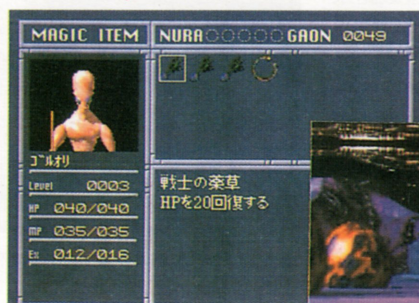 MAGIC ITEM
NURA GAON 0049
ゴルオリ
Level 0003
HP 040/040
MP 035/035
Ex 012/016
戦士の薬草
HPを20回復する